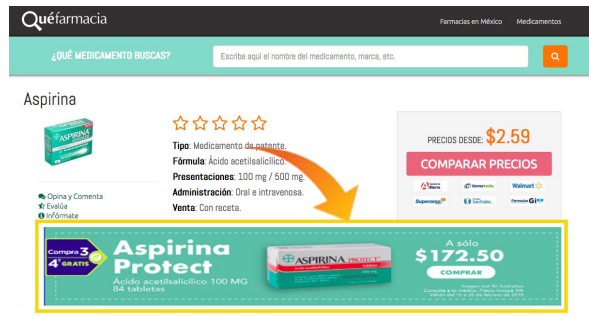 Quéfarmacia
Farmacias en México Medicamentos
¿QUÉ MEDICAMENTO BUSCAS?
Escribe aquí el nombre del medicamento, marca, etc.
Aspirina
ASPIRINA
Tipo: Medicamento de patente.
Fórmula: Ácido acetilsalicílico.
Presentaciones: 100 mg / 500 mg.
Administración: Oral e intravenosa.
Venta: Con receta.
Opina y Comenta
Evalúa
Infórmate
PRECIOS DESDE: $2.59
COMPARAR PRECIOS
Walmart
Superama
San Pablo
Compra 3
4° GRATIS
Aspirina
Protect
Ácido acetilsalicílico 100 MG
84 tabletas
ASPIRINA PROTECT
A sólo
$172.50
COMPRAR